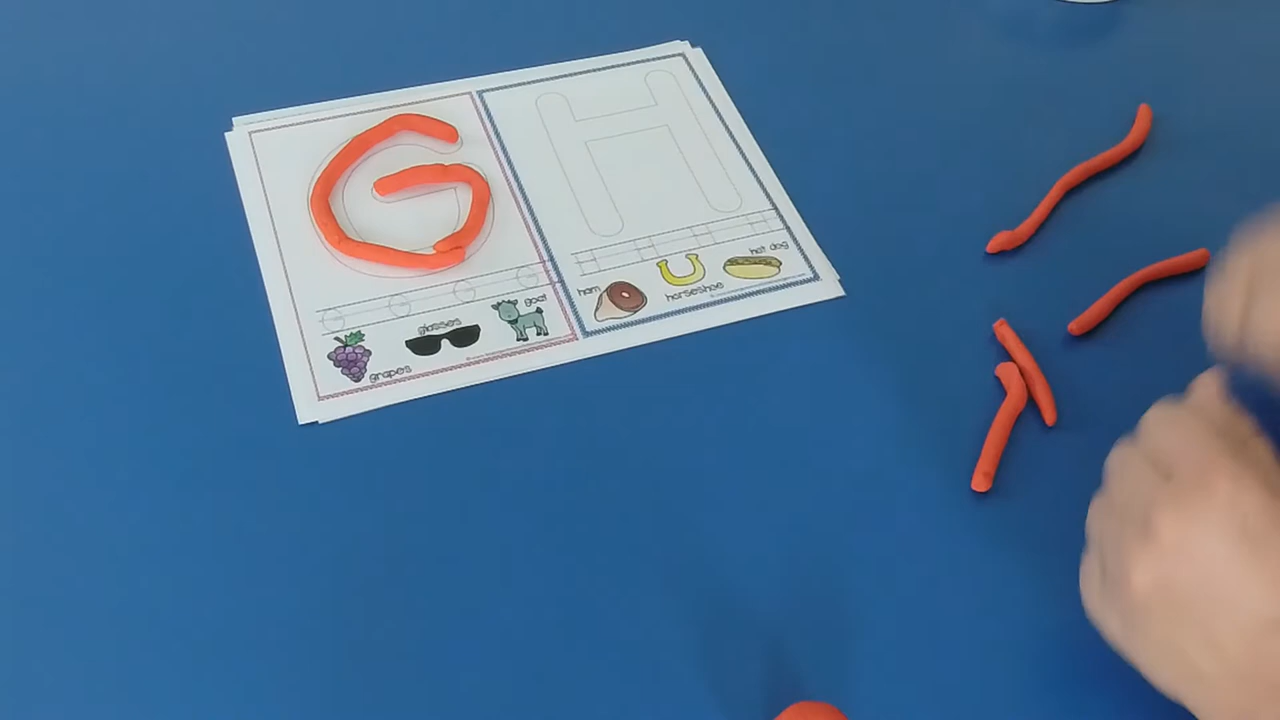 G
G G G G
glasses
goat
grapes
H
H H H H
hot dog
ham
horseshoe